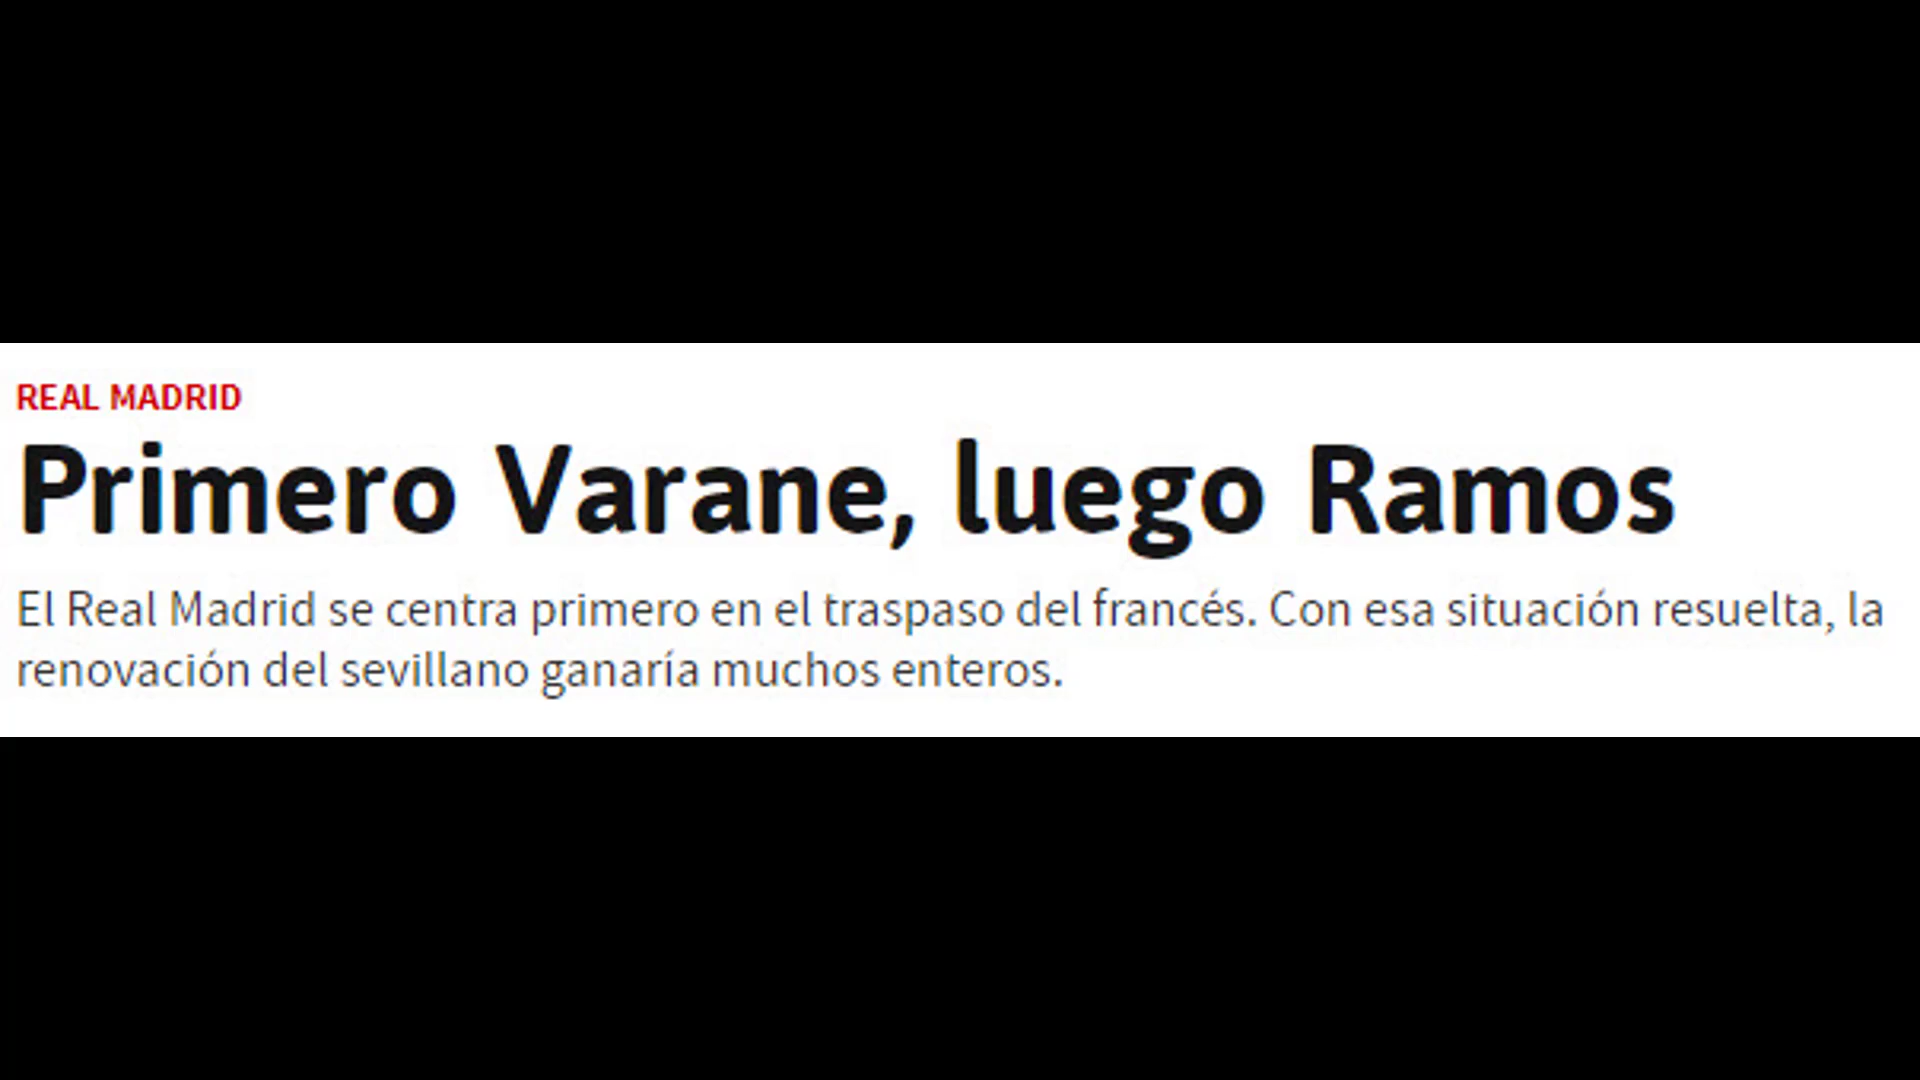 REAL MADRID
Primero Varane, luego Ramos
El Real Madrid se centra primero en el traspaso del francés. Con esa situación resuelta, la
renovación del sevillano ganaría muchos enteros.